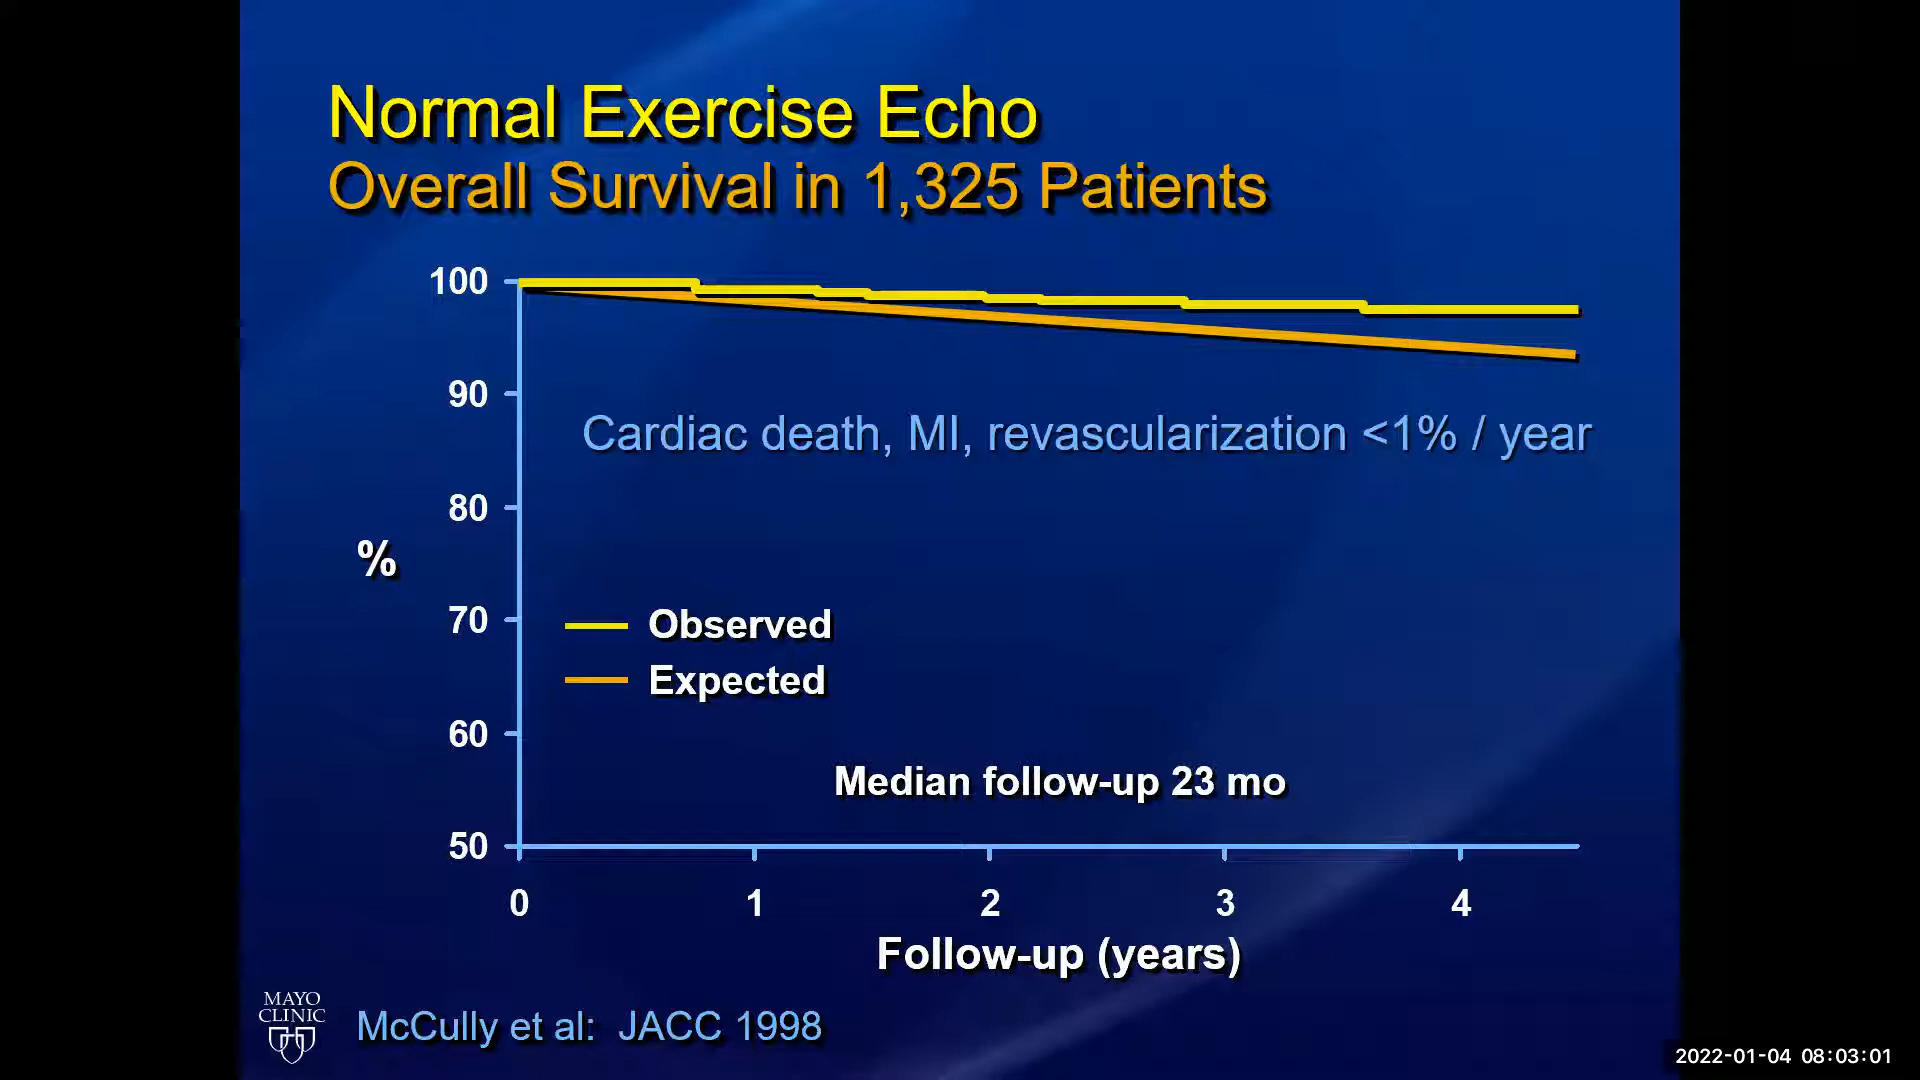 Normal Exercise Echo
Overall Survival in 1,325 Patients
100
90
Cardiac death, MI, revascularization <1% / year
80
%
70
Observed
Expected
60
Median follow-up 23 mo
50
0 1 2 3 4
Follow-up (years)
MAYO
CLINIC
McCully et al: JACC 1998
2022-01-04 08:03:01